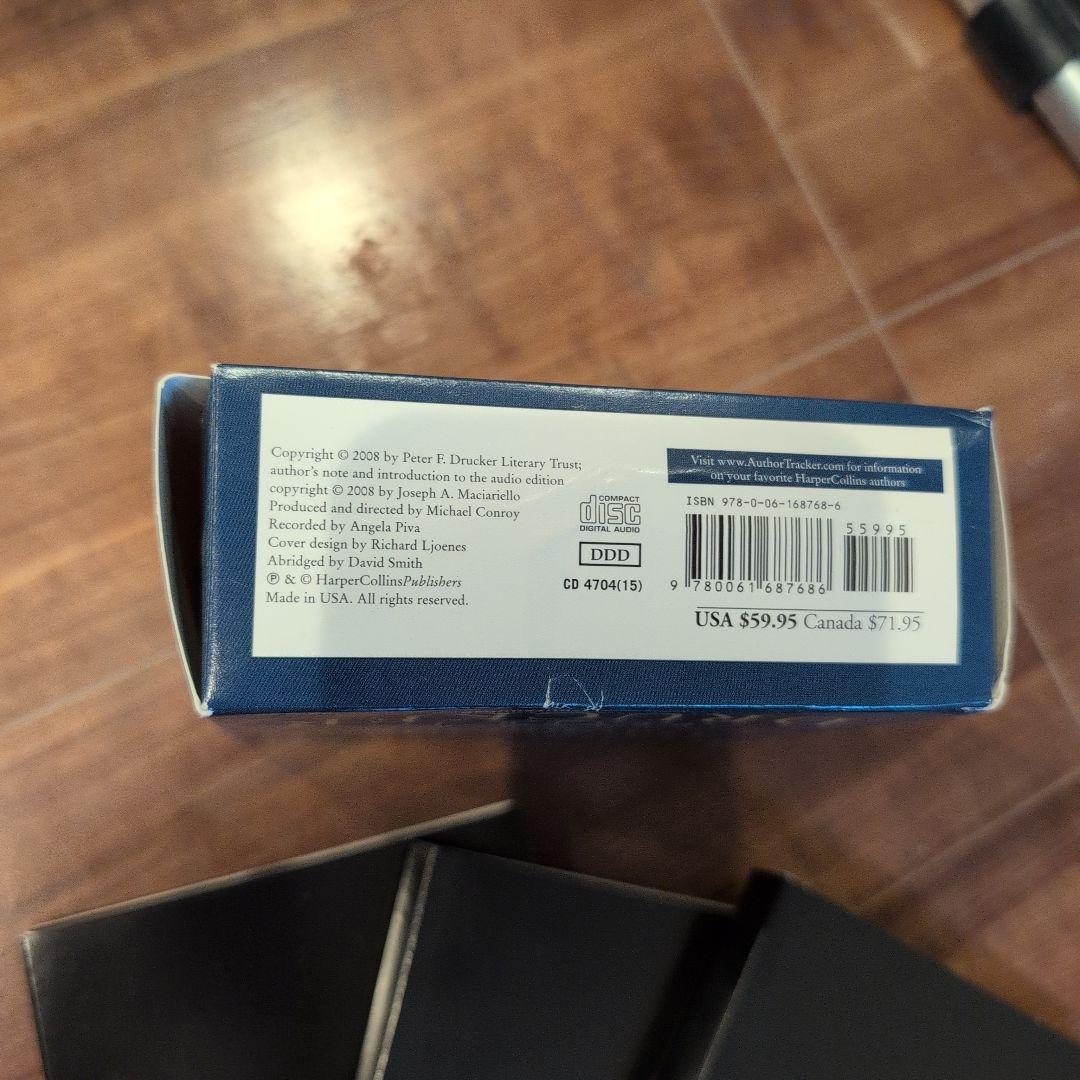 Copyright © 2008 by Peter F. Drucker Literary Trust;
author's note and introduction to the audio edition
copyright © 2008 by Joseph A. Maciariello
Produced and directed by Michael Conroy
Recorded by Angela Piva
Cover design by Richard Ljoenes
Abridged by David Smith
℗ & © HarperCollinsPublishers
Made in USA. All rights reserved.
COMPACT
disc
DIGITAL AUDIO
DDD
CD 4704(15)
Visit www.AuthorTracker.com for information
on your favorite HarperCollins authors
ISBN 978-0-06-168768-6
55995
9 780061 687686
USA $59.95 Canada $71.95